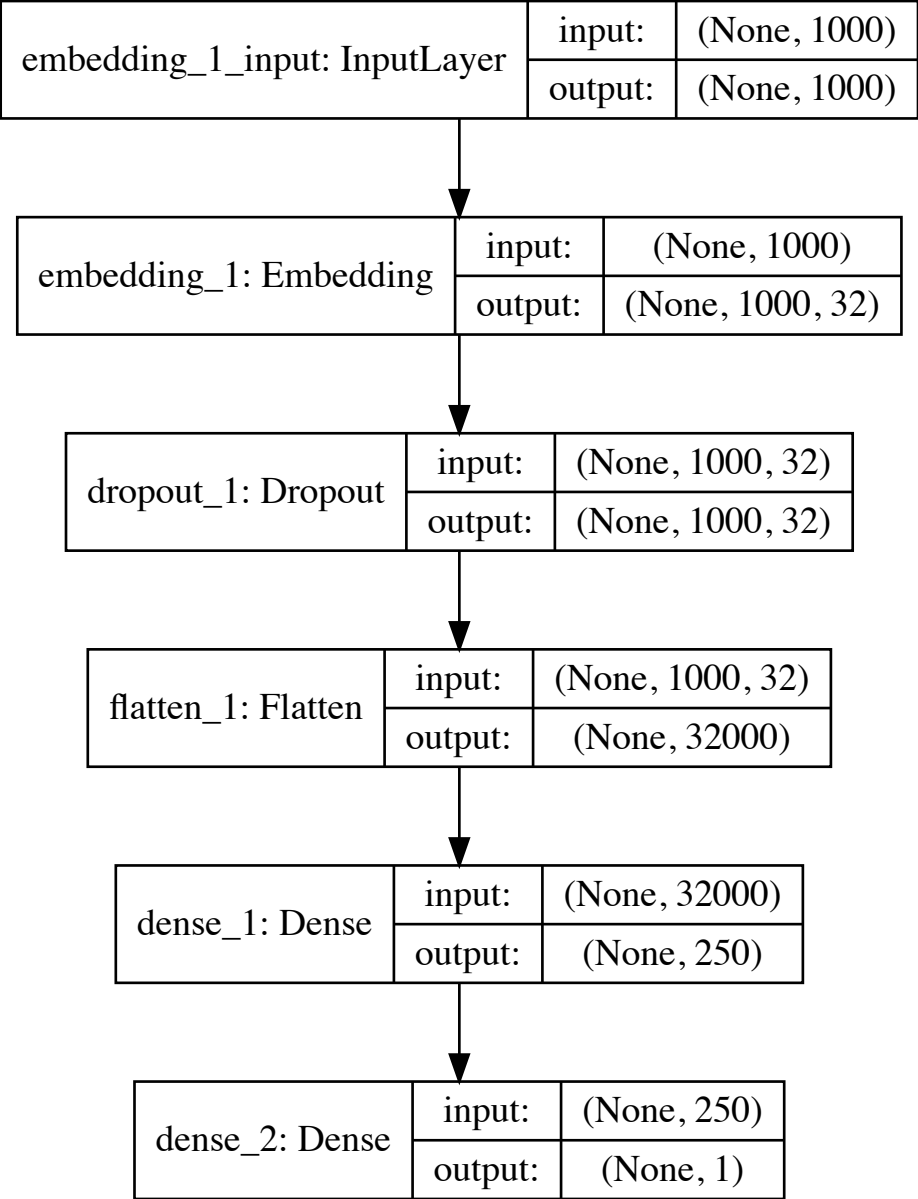 embedding_1_input: InputLayer
input: (None, 1000)
output: (None, 1000)
embedding_1: Embedding
input: (None, 1000)
output: (None, 1000, 32)
dropout_1: Dropout
input: (None, 1000, 32)
output: (None, 1000, 32)
flatten_1: Flatten
input: (None, 1000, 32)
output: (None, 32000)
dense_1: Dense
input: (None, 32000)
output: (None, 250)
dense_2: Dense
input: (None, 250)
output: (None, 1)